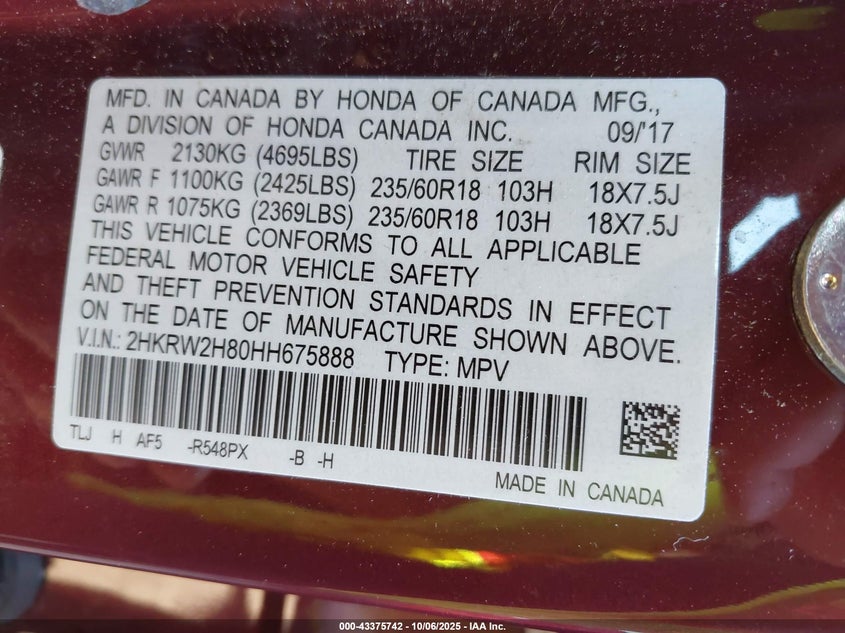 MFD. IN CANADA BY HONDA OF CANADA MFG.,
A DIVISION OF HONDA CANADA INC. 09/'17
GVWR 2130KG (4695LBS) TIRE SIZE RIM SIZE
GAWR F 1100KG (2425LBS) 235/60R18 103H 18X7.5J
GAWR R 1075KG (2369LBS) 235/60R18 103H 18X7.5J
THIS VEHICLE CONFORMS TO ALL APPLICABLE
FEDERAL MOTOR VEHICLE SAFETY
AND THEFT PREVENTION STANDARDS IN EFFECT
ON THE DATE OF MANUFACTURE SHOWN ABOVE.
V.I.N.: 2HKRW2H80HH675888 TYPE: MPV
TLJ H AF5 -R548PX -B -H
MADE IN CANADA
000-43375742 - 10/06/2025 - IAA Inc.